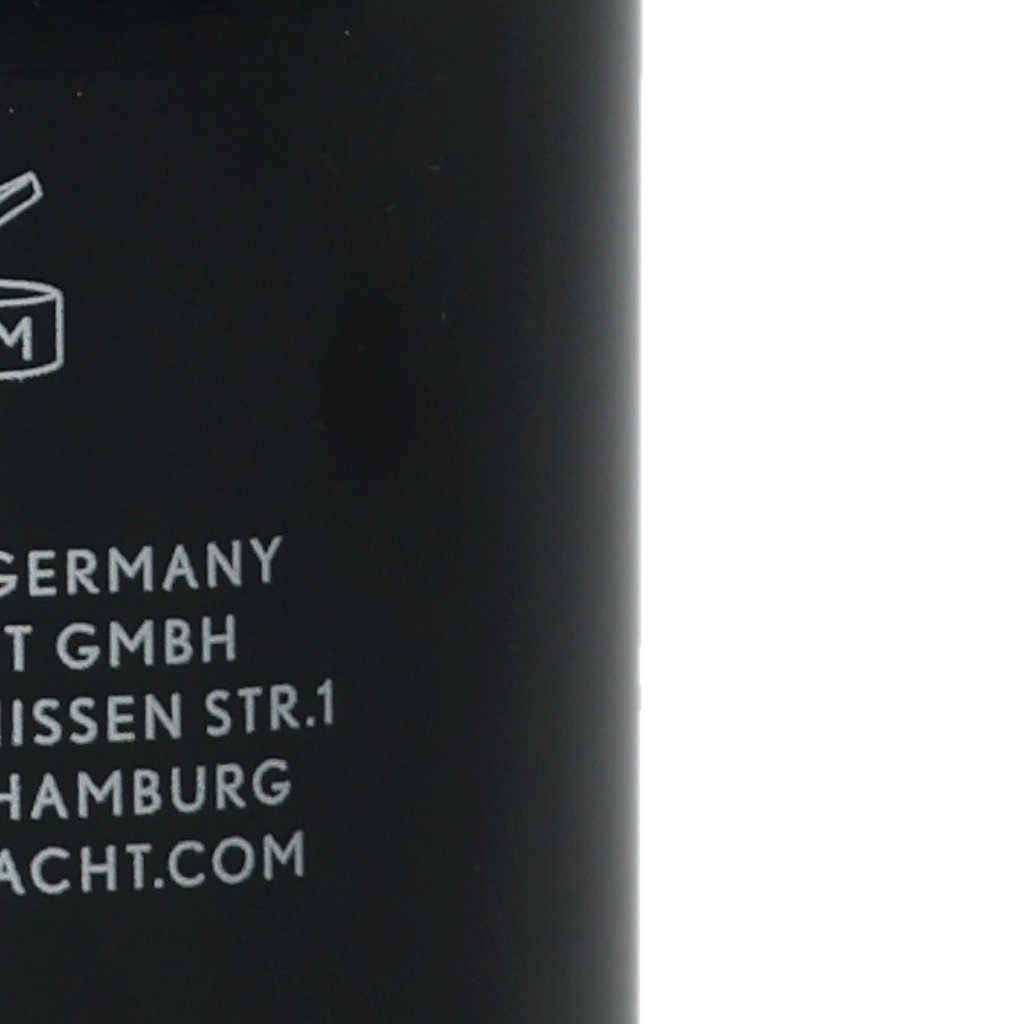 M
GERMANY
T GMBH
ISSEN STR.1
HAMBURG
ACHT.COM